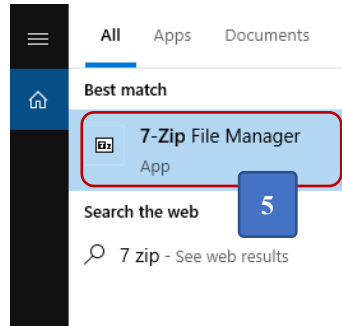 All Apps Documents
Best match
7-Zip File Manager
App
5
Search the web
7 zip - See web results